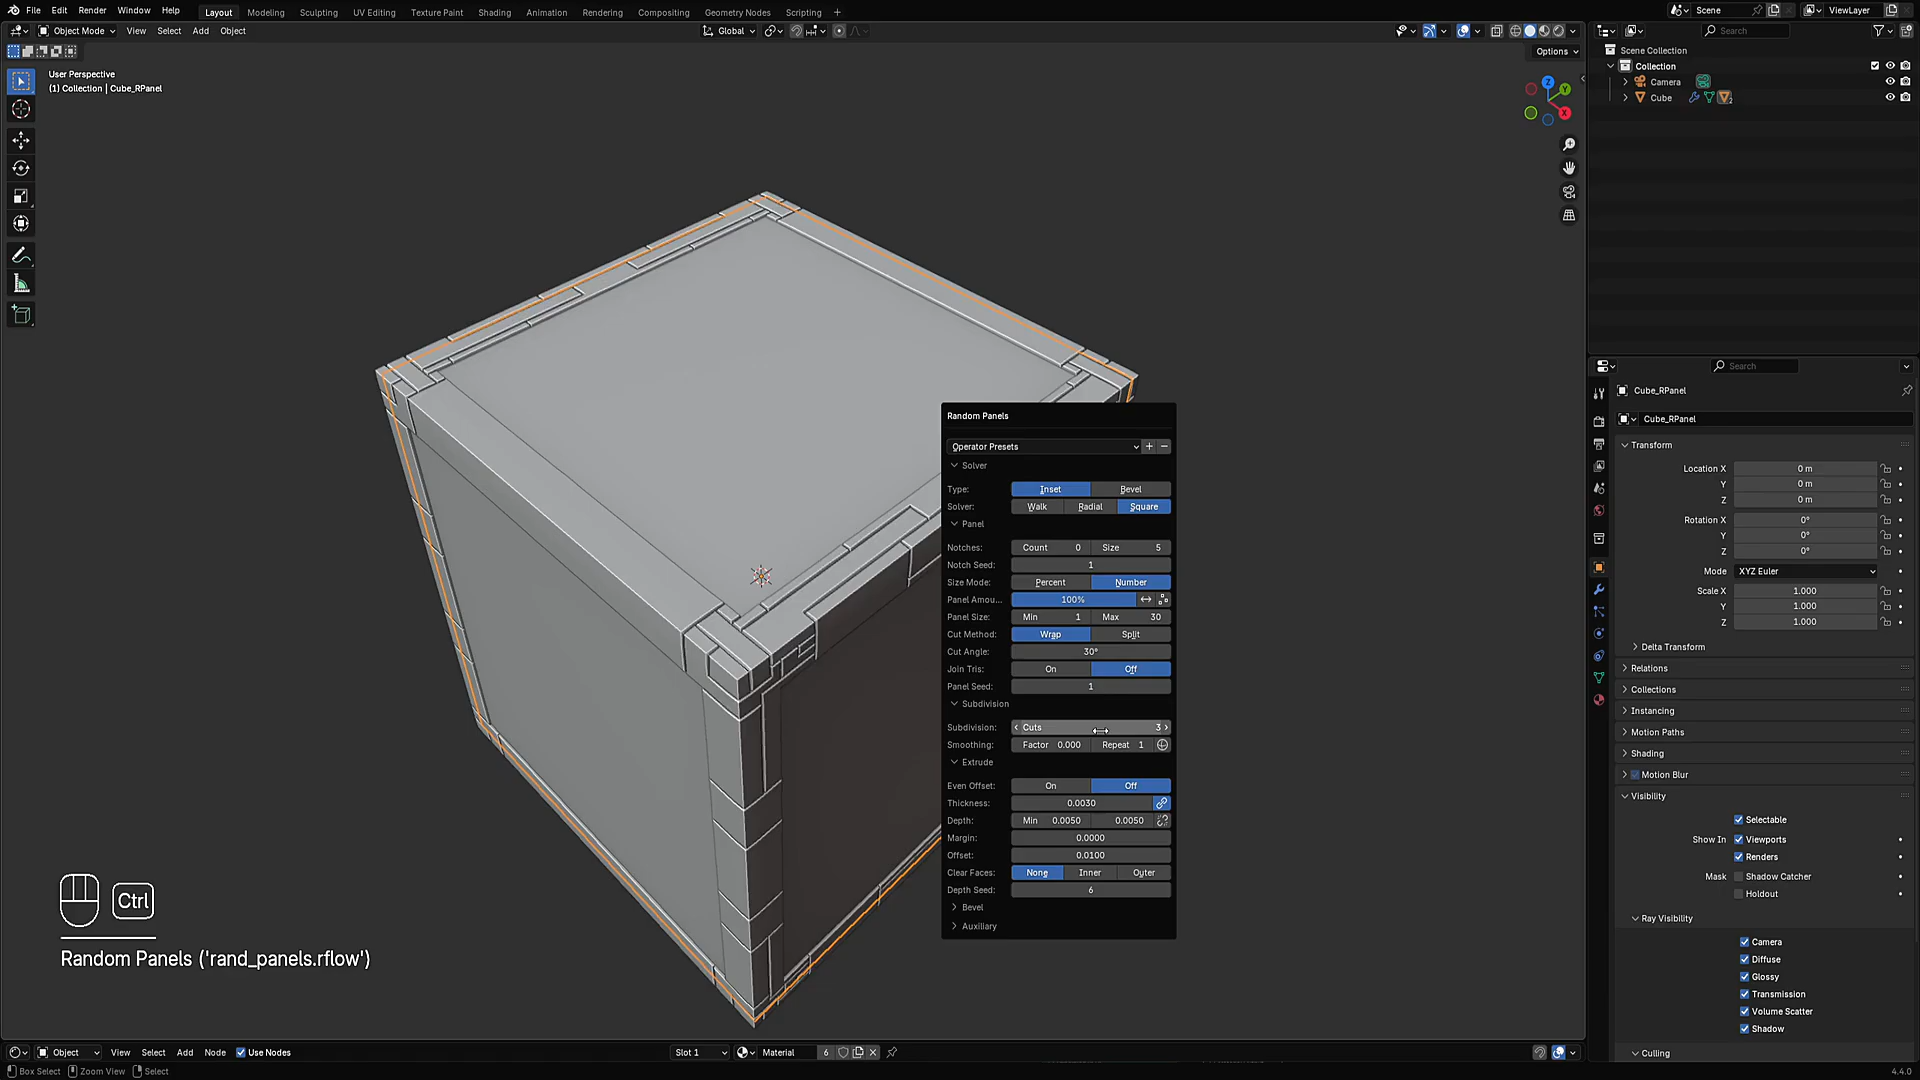 File Edit Render Window Help Layout Modeling Sculpting UV Editing Texture Paint Shading Animation Rendering Compositing Geometry Nodes Scripting + Scene ViewLayer
Object Mode View Select Add Object Global Search
Options
User Perspective
(1) Collection | Cube_RPanel
Z
Y
X
Scene Collection
Collection
Camera
Cube
2
Random Panels
Operator Presets + −
Solver
Type: Inset Bevel
Solver: Walk Radial Square
Panel
Notches: Count 0 Size 5
Notch Seed: 1
Size Mode: Percent Number
Panel Amou... 100%
Panel Size: Min 1 Max 30
Cut Method: Wrap Split
Cut Angle: 30°
Join Tris: On Off
Panel Seed: 1
Subdivision
Subdivision: Cuts 3
Smoothing: Factor 0.000 Repeat 1
Extrude
Even Offset: On Off
Thickness: 0.0030
Depth: Min 0.0050 0.0050
Margin: 0.0000
Offset: 0.0100
Clear Faces: None Inner Outer
Depth Seed: 6
Bevel
Auxiliary
Search
Cube_RPanel
Cube_RPanel
Transform
Location X 0 m
Y 0 m
Z 0 m
Rotation X 0°
Y 0°
Z 0°
Mode XYZ Euler
Scale X 1.000
Y 1.000
Z 1.000
Delta Transform
Relations
Collections
Instancing
Motion Paths
Shading
Motion Blur
Visibility
Selectable
Show In Viewports
Renders
Mask Shadow Catcher
Holdout
Ray Visibility
Camera
Diffuse
Glossy
Transmission
Volume Scatter
Shadow
Culling
Ctrl
Random Panels ('rand_panels.rflow')
Object View Select Add Node Use Nodes Slot 1 Material 6
Box Select Zoom View Select 4.4.0